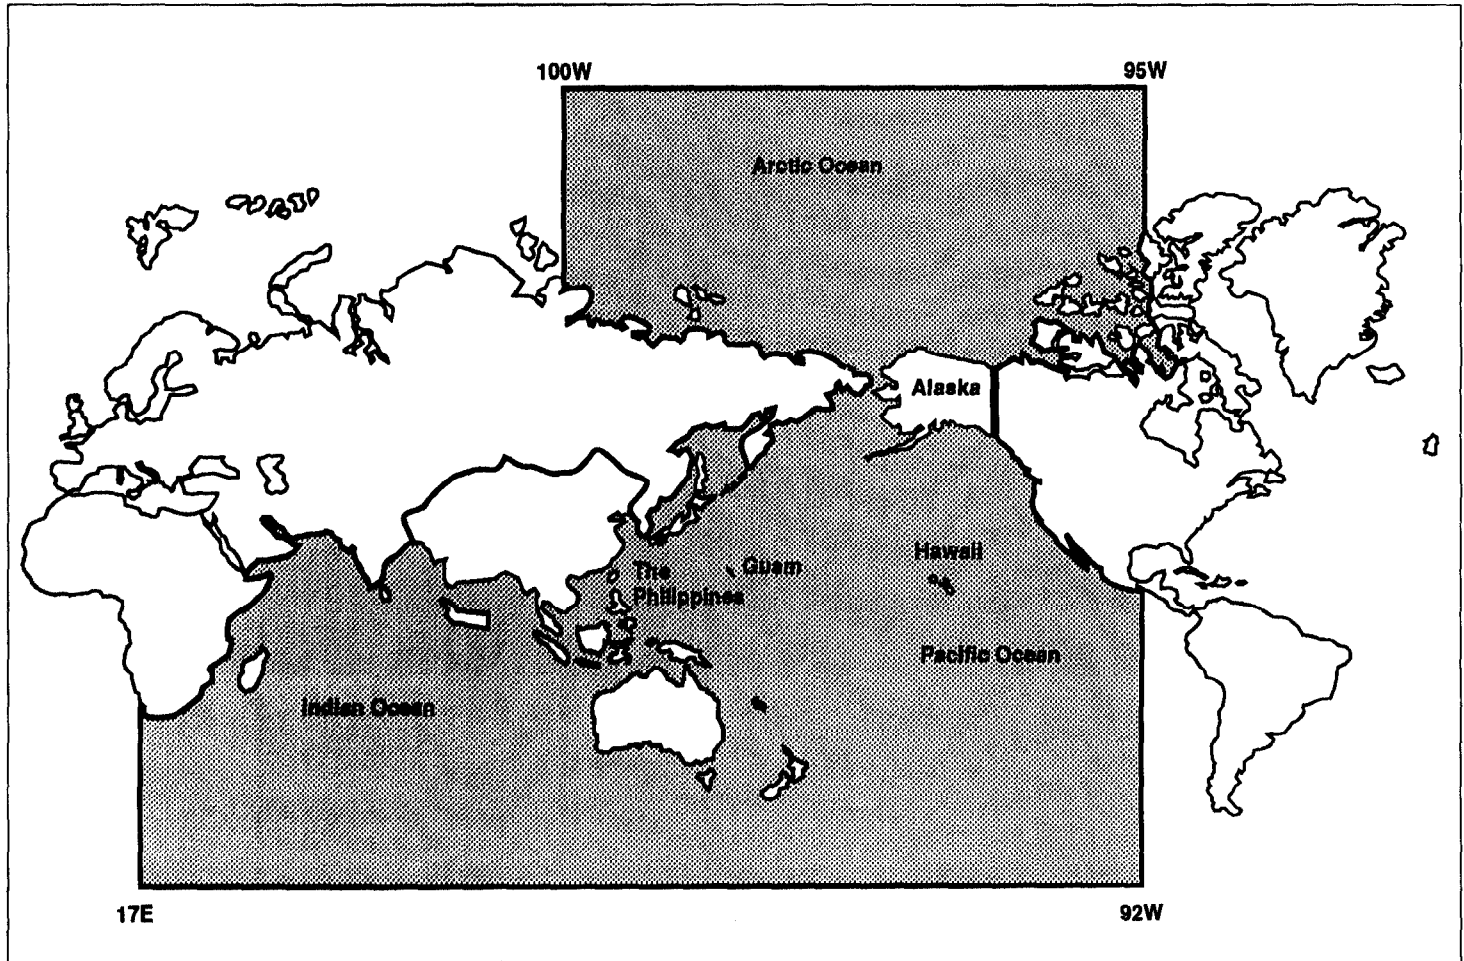 100W
95W
Arctic Ocean
Alaska
Hawaii
Guam
The
Philippines
Pacific Ocean
Indian Ocean
17E
92W